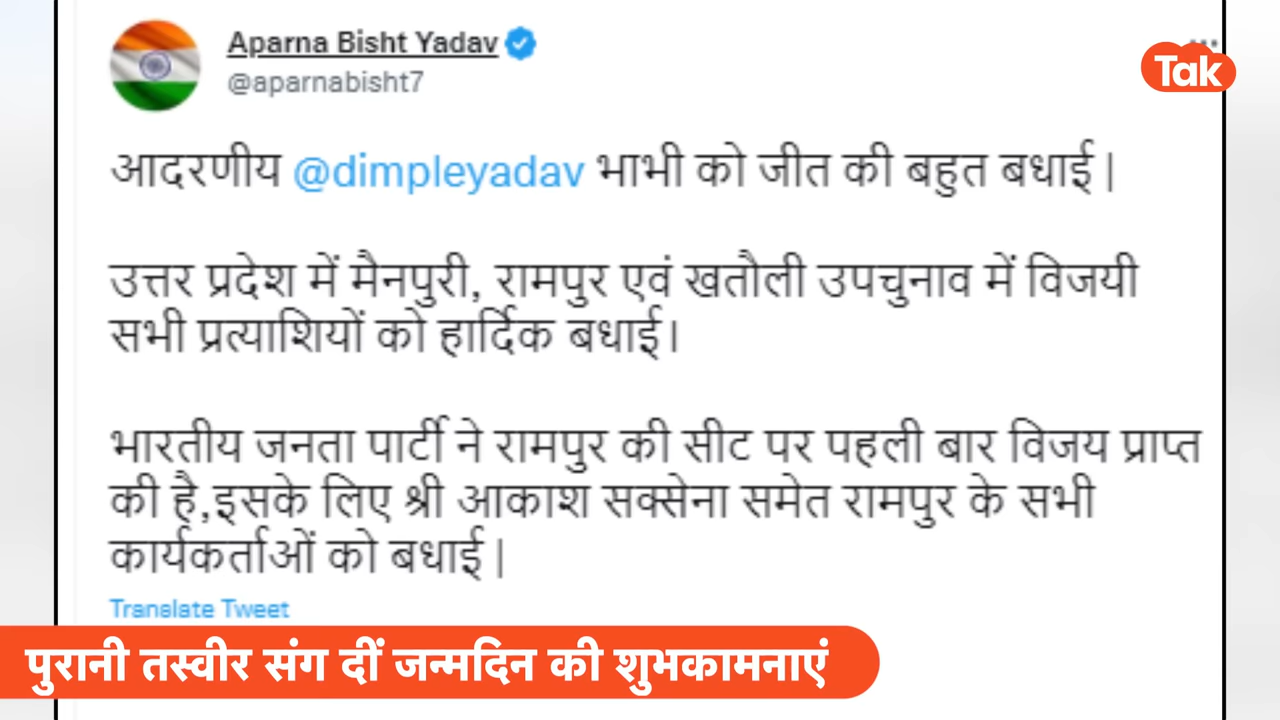 Aparna Bisht Yadav
Tak
@aparnabisht7
आदरणीय @dimpleyadav भाभी को जीत की बहुत बधाई |
उत्तर प्रदेश में मैनपुरी, रामपुर एवं खतौली उपचुनाव में विजयी
सभी प्रत्याशियों को हार्दिक बधाई।
भारतीय जनता पार्टी ने रामपुर की सीट पर पहली बार विजय प्राप्त
की है,इसके लिए श्री आकाश सक्सेना समेत रामपुर के सभी
कार्यकर्ताओं को बधाई |
Translate Tweet
पुरानी तस्वीर संग दीं जन्मदिन की शुभकामनाएं